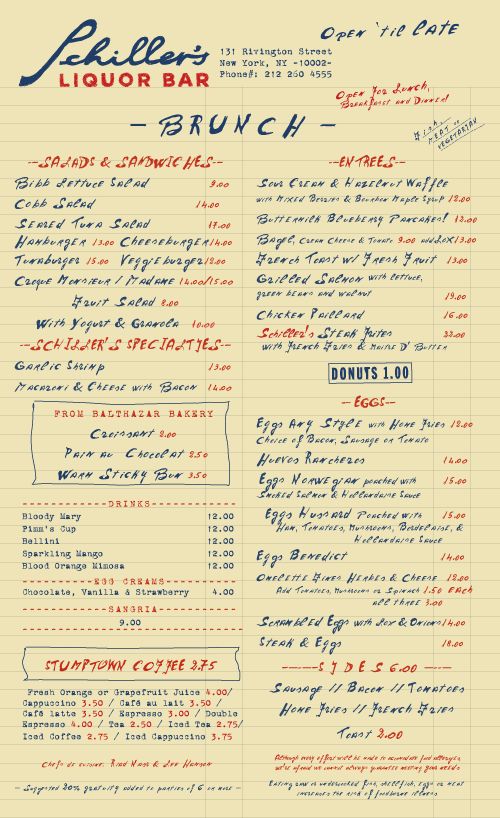 Open 'til LATE
Schiller's
LIQUOR BAR
131 Rivington Street
New York, NY -10002-
Phone#: 212 260 4555
Open for Lunch,
Breakfast and Dinner!
- BRUNCH -
Fish
MEAT or
VEGETARIAN
--SALADS & SANDWICHES--
Bibb Lettuce Salad 9.00
Cobb Salad 14.00
Seared Tuna Salad 17.00
Hamburger 13.00 Cheeseburger 14.00
Tunaburger 15.00 Veggieburger 12.00
Croque Monsieur / Madame 14.00/15.00
Fruit Salad 8.00
With Yogurt & Granola 10.00
--SCHILLER'S SPECIALTIES--
Garlic Shrimp 13.00
Macaroni & Cheese with Bacon 14.00
FROM BALTHAZAR BAKERY
Croissant 2.00
Pain au Chocolat 2.50
Warm Sticky Bun 3.50
DRINKS
Bloody Mary 12.00
Pimm's Cup 12.00
Bellini 12.00
Sparkling Mango 12.00
Blood Orange Mimosa 12.00
EGG CREAMS
Chocolate, Vanilla & Strawberry 4.00
SANGRIA
9.00
STUMPTOWN COFFEE 2.75
Fresh Orange or Grapefruit Juice 4.00/
Cappuccino 3.50 / Café au lait 3.50 /
Café latte 3.50 / Espresso 3.00 / Double
Espresso 4.00 / Tea 2.50 / Iced Tea 2.75/
Iced Coffee 2.75 / Iced Cappuccino 3.75
Chefs de cuisine: Riad Nasr & Lee Hanson
- Suggested 20% gratuity added to parties of 6 or more -
--ENTREES--
Sour Cream & Hazelnut Waffle
with Mixed Berries & Bourbon Maple Syrup 12.00
Buttermilk Blueberry Pancakes! 12.00
Bagel, Cream Cheese & Tomato 9.00 add LOX 13.00
French Toast w/ Fresh Fruit 13.00
Grilled Salmon with lettuce,
green beans and walnut 19.00
Chicken Paillard 16.00
Schiller's Steak Frites 22.00
with French Fries & Maitre D' Butter
DONUTS 1.00
--EGGS--
Eggs Any Style with Home Fries 12.00
Choice of Bacon, Sausage or Tomato
Huevos Rancheros 14.00
Eggs Norwegian poached with 15.00
Smoked Salmon & Hollandaise Sauce
Eggs Hussard Poached with 15.00
Ham, Tomatoes, Mushrooms, Bordelaise, &
Hollandaise Sauce
Eggs Benedict 14.00
Omelette Fines Herbes & Cheese 12.00
Add Tomatoes, Mushrooms or Spinach 1.50 EACH
all three 3.00
Scrambled Eggs with Lox & Onions 14.00
Steak & Eggs 18.00
-----SIDES 6.00 ----
Sausage // Bacon // Tomatoes
Home Fries // French Fries
Toast 2.00
Although every effort will be made to accomodate food allergies,
we're afraid we cannot always guarantee meeting your needs
Eating raw or undercooked fish, shellfish, eggs or meat
increases the risk of foodborne illness